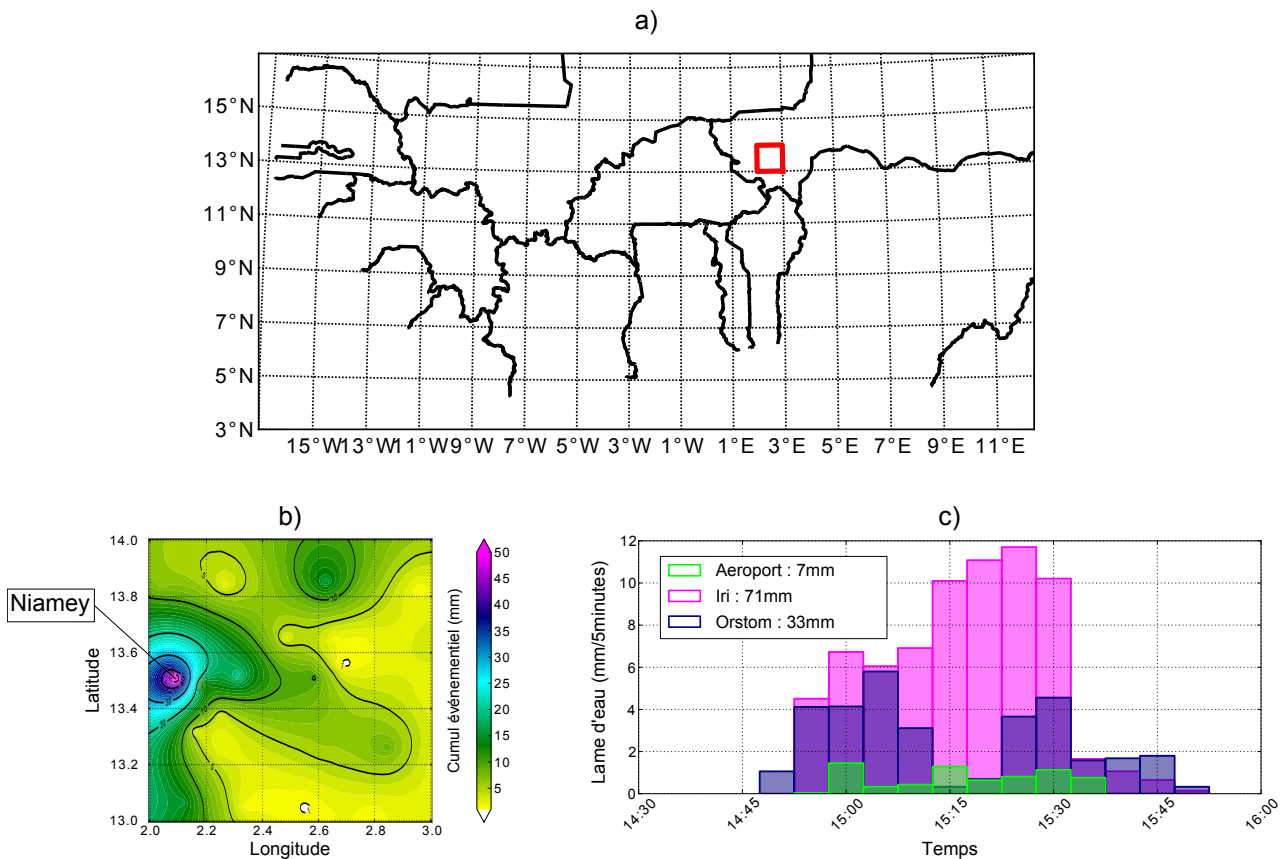 a)
15°N
13°N
11°N
9°N
7°N
5°N
3°N
15°W 13°W 11°W 9°W 7°W 5°W 3°W 1°W 1°E 3°E 5°E 7°E 9°E 11°E
b)
Niamey
14.0
13.8
13.6
13.4
13.2
13.0
Latitude
2.0 2.2 2.4 2.6 2.8 3.0
Longitude
50
45
40
35
30
25
20
15
10
5
Cumul évènementiel (mm)
c)
Aeroport : 7mm
Iri : 71mm
Orstom : 33mm
12
10
8
6
4
2
0
Lame d'eau (mm/5minutes)
14:30 14:45 15:00 15:15 15:30 15:45 16:00
Temps